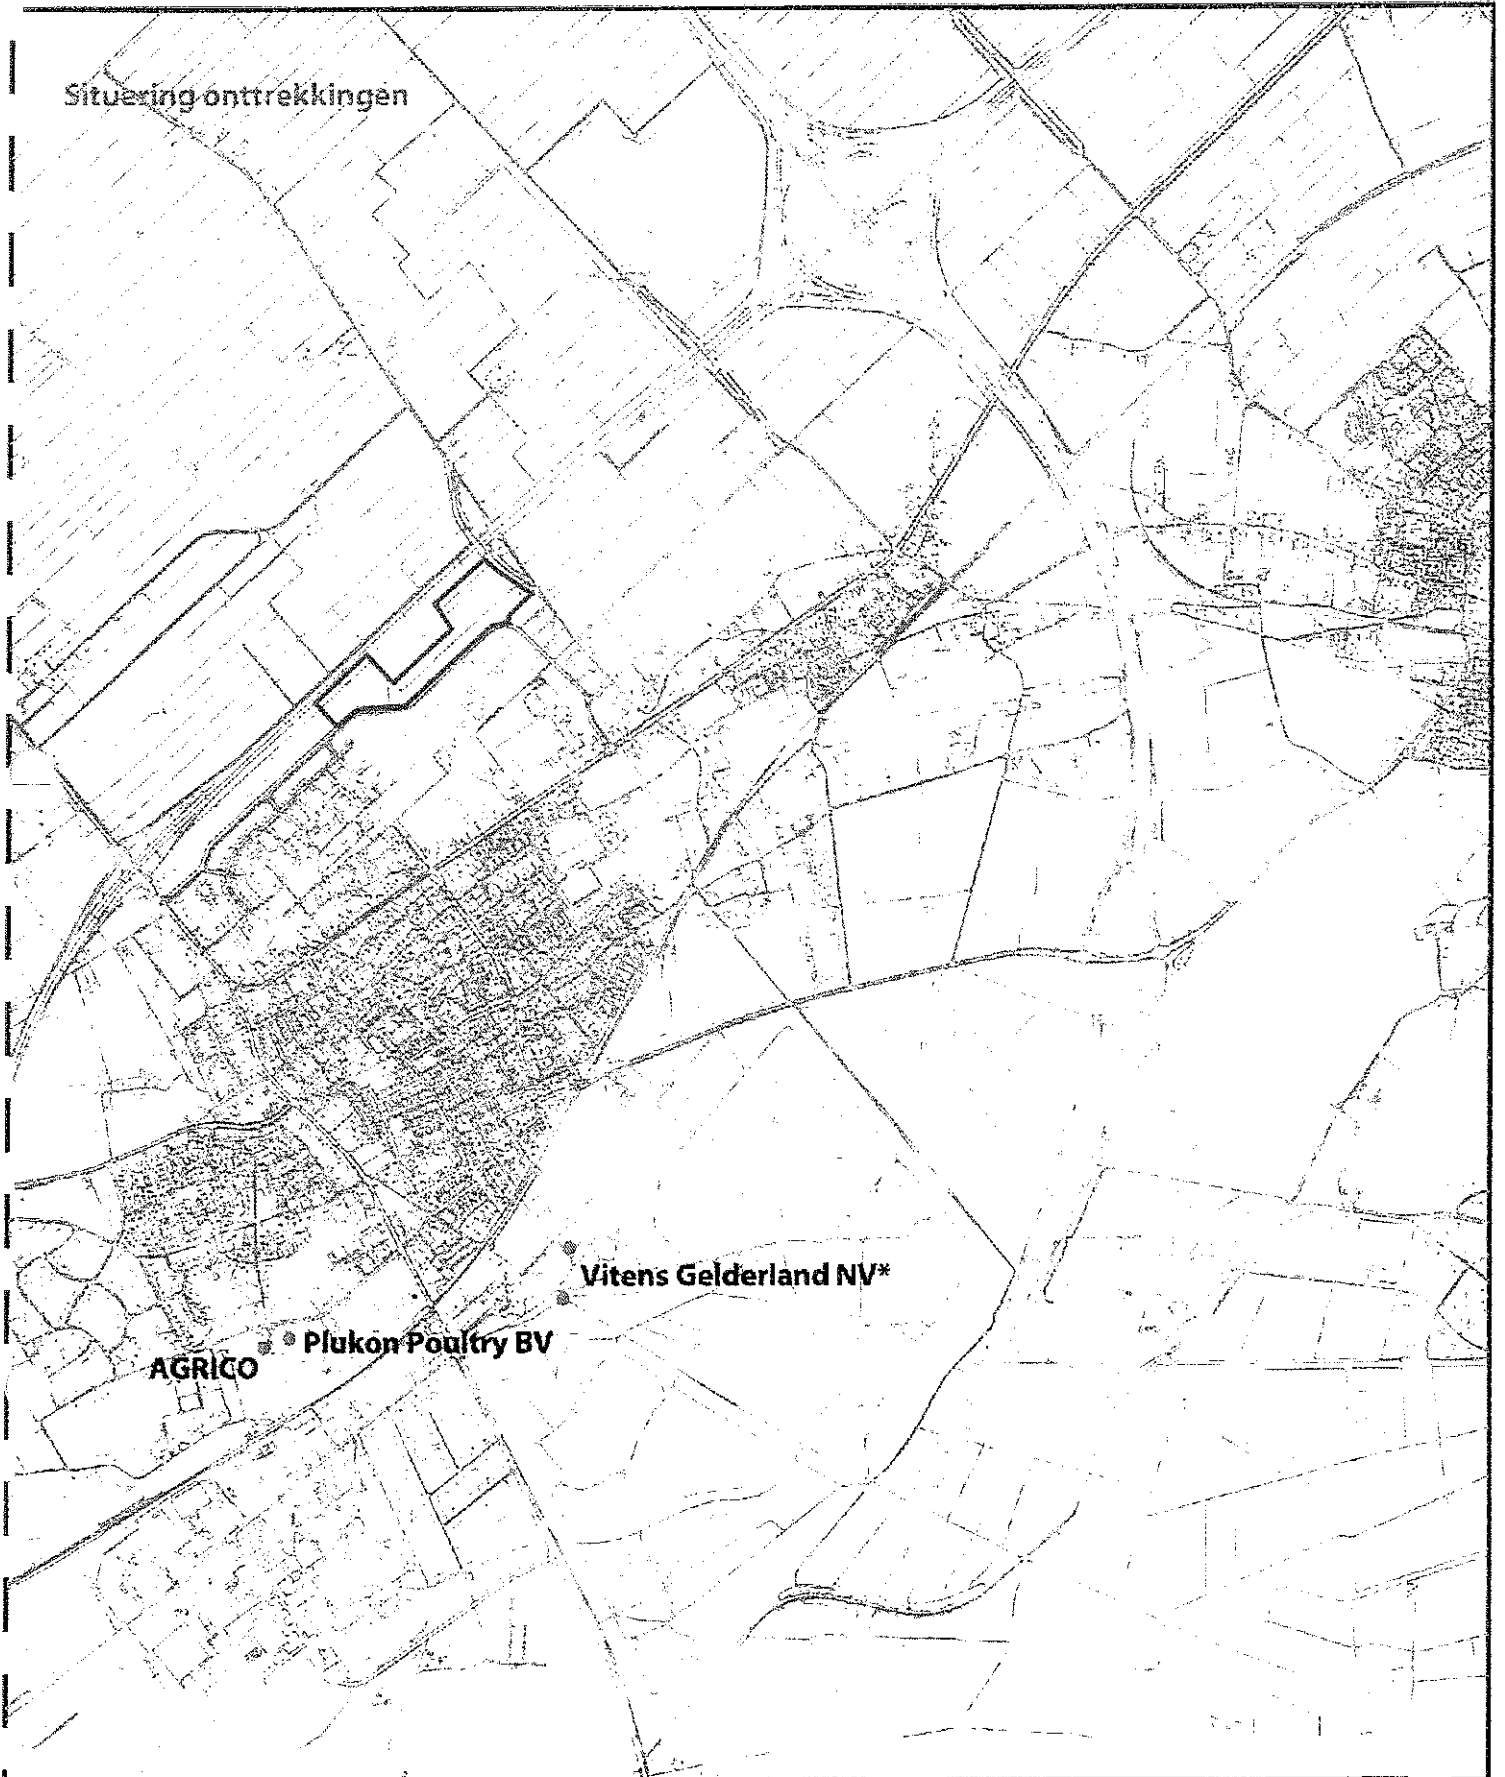 Situering onttrekkingen
Vitens Gelderland NV*
Plukon Poultry BV
AGRICO